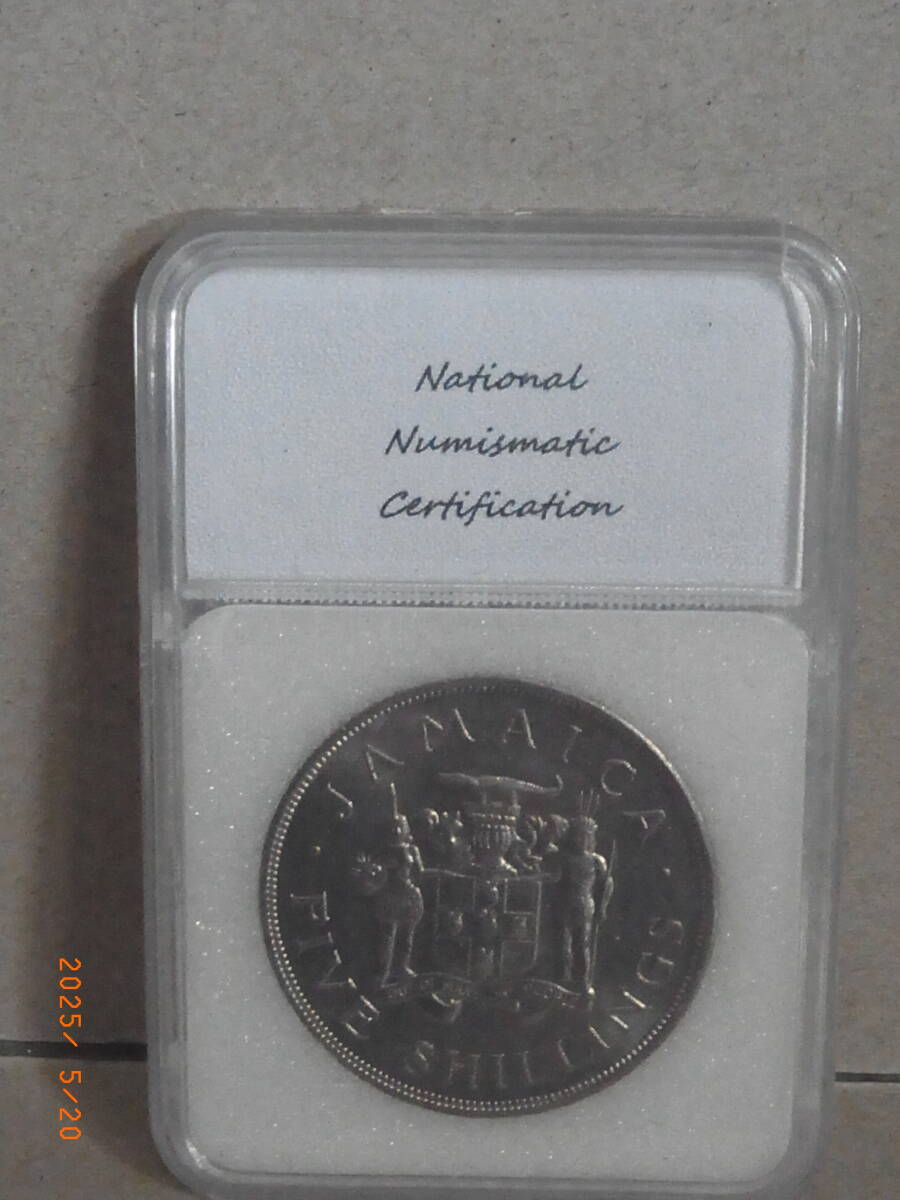 National
Numismatic
Certification
JAMAICA
FIVE SHILLINGS
2025/ 5/20